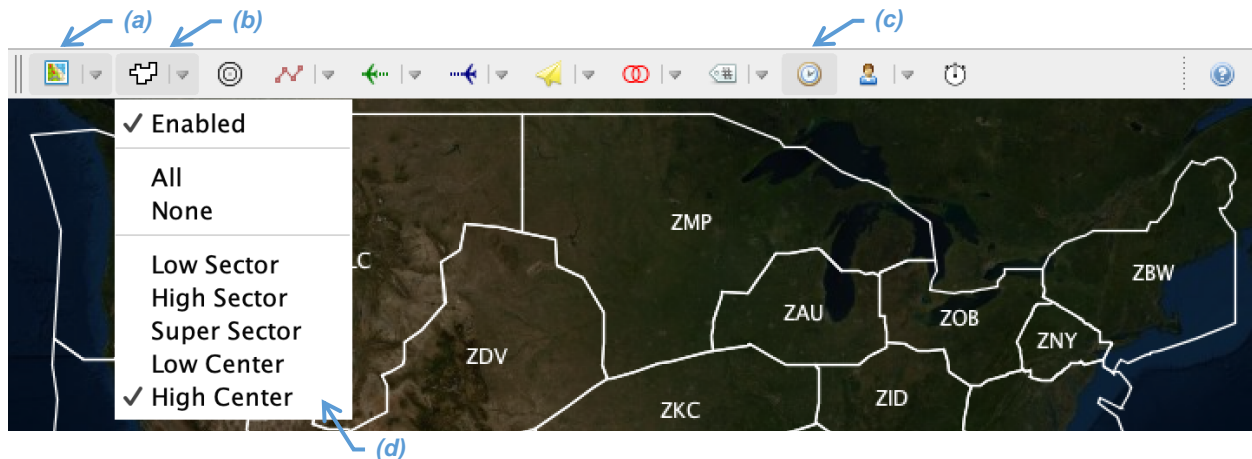 (a)
(b)
(c)
#
Enabled
All
None
Low Sector
High Sector
Super Sector
Low Center
High Center
LC
ZMP
ZBW
ZAU
ZOB
ZNY
ZDV
ZID
ZKC
(d)